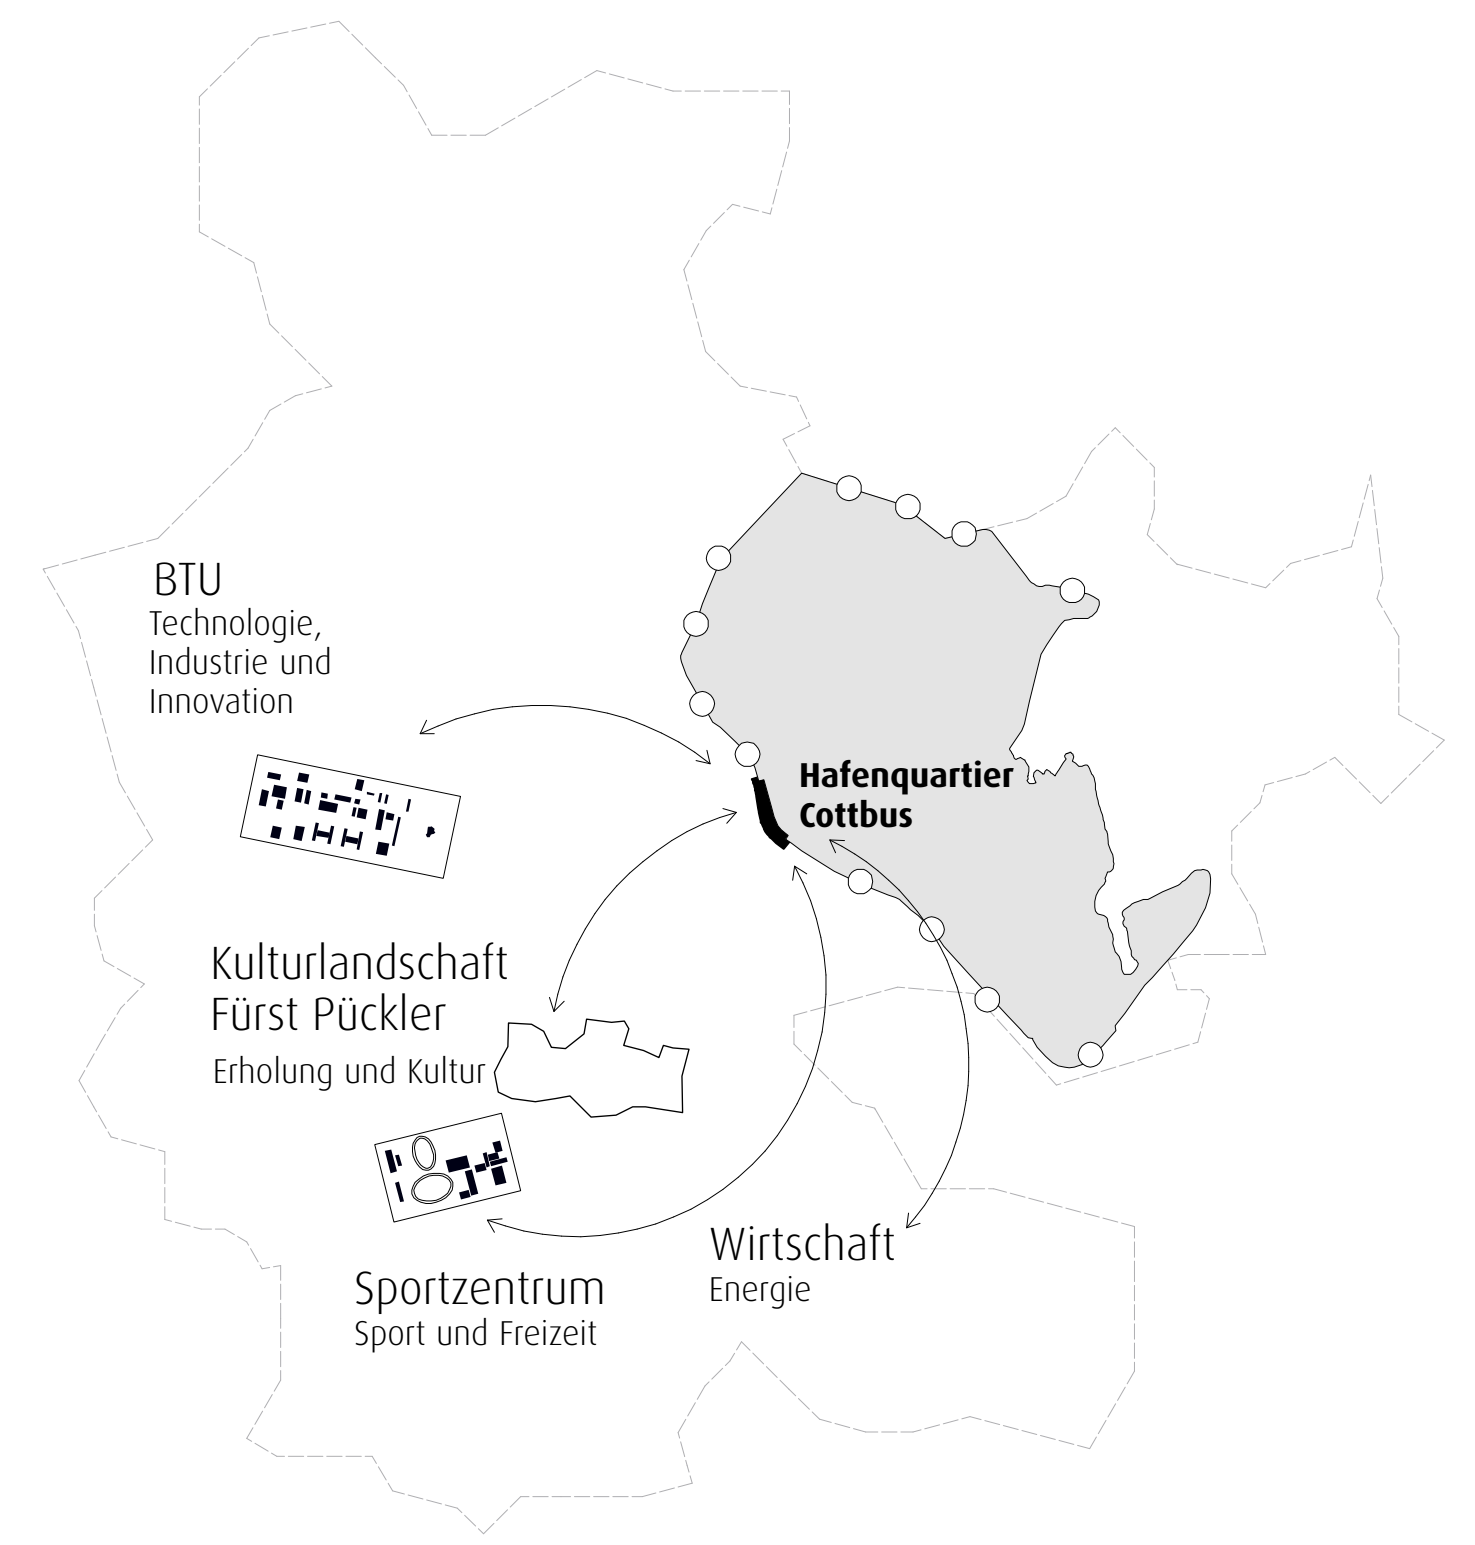 BTU
Technologie,
Industrie und
Innovation
Hafenquartier
Cottbus
Kulturlandschaft
Fürst Pückler
Erholung und Kultur
Sportzentrum
Sport und Freizeit
Wirtschaft
Energie